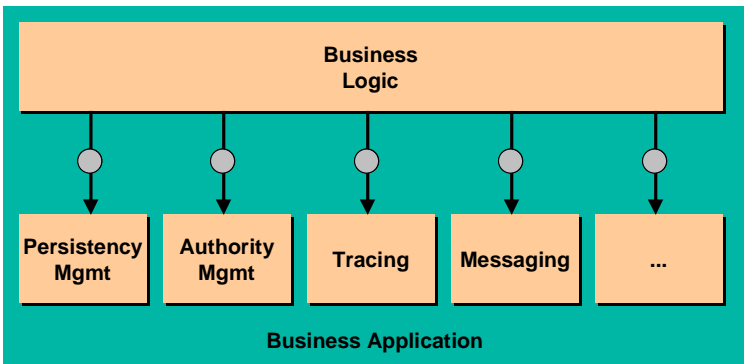 Business
Logic
Persistency
Mgmt
Authority
Mgmt
Tracing
Messaging
...
Business Application